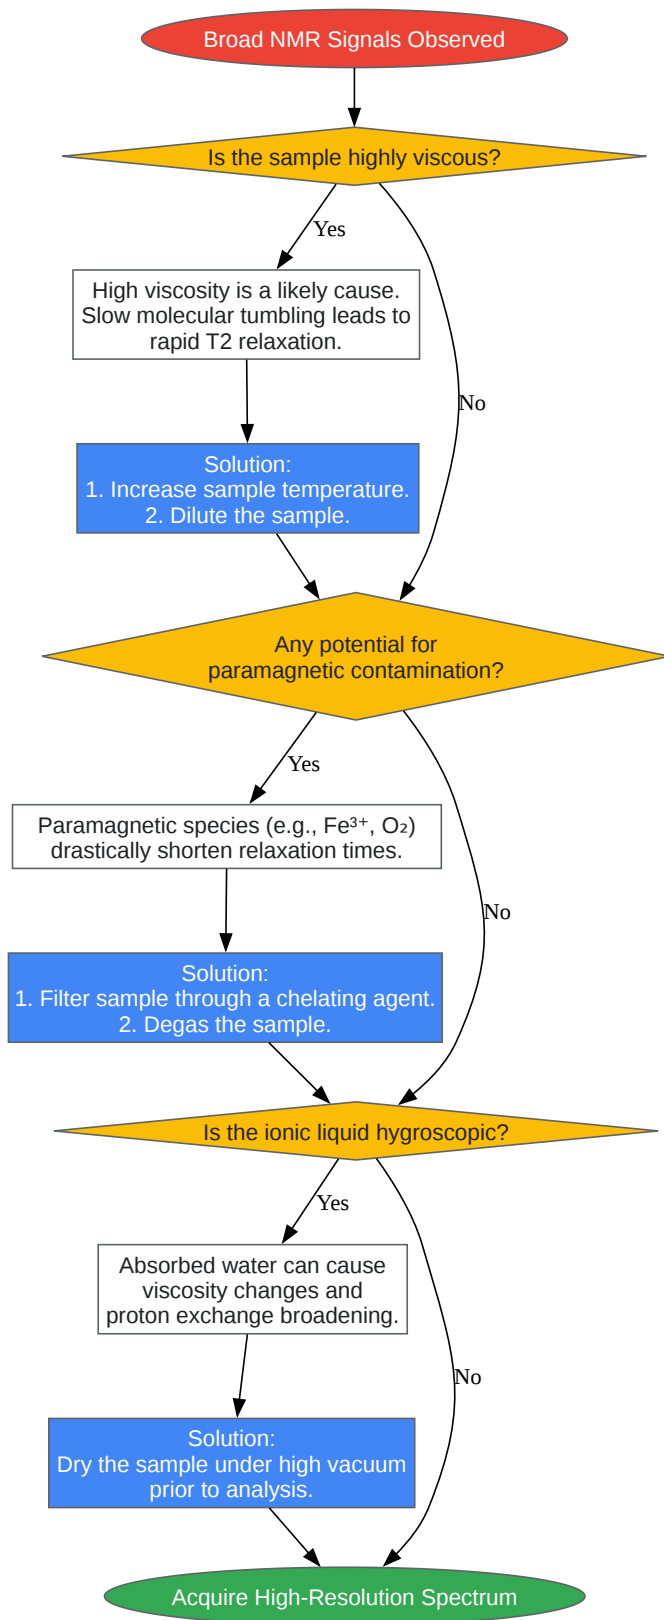 Broad NMR Signals Observed
Is the sample highly viscous?
Yes
High viscosity is a likely cause.
Slow molecular tumbling leads to
rapid T2 relaxation.
No
Solution:
1. Increase sample temperature.
2. Dilute the sample.
Any potential for
paramagnetic contamination?
Yes
Paramagnetic species (e.g., Fe³⁺, O₂)
drastically shorten relaxation times.
No
Solution:
1. Filter sample through a chelating agent.
2. Degas the sample.
Is the ionic liquid hygroscopic?
Yes
Absorbed water can cause
viscosity changes and
proton exchange broadening.
No
Solution:
Dry the sample under high vacuum
prior to analysis.
Acquire High-Resolution Spectrum